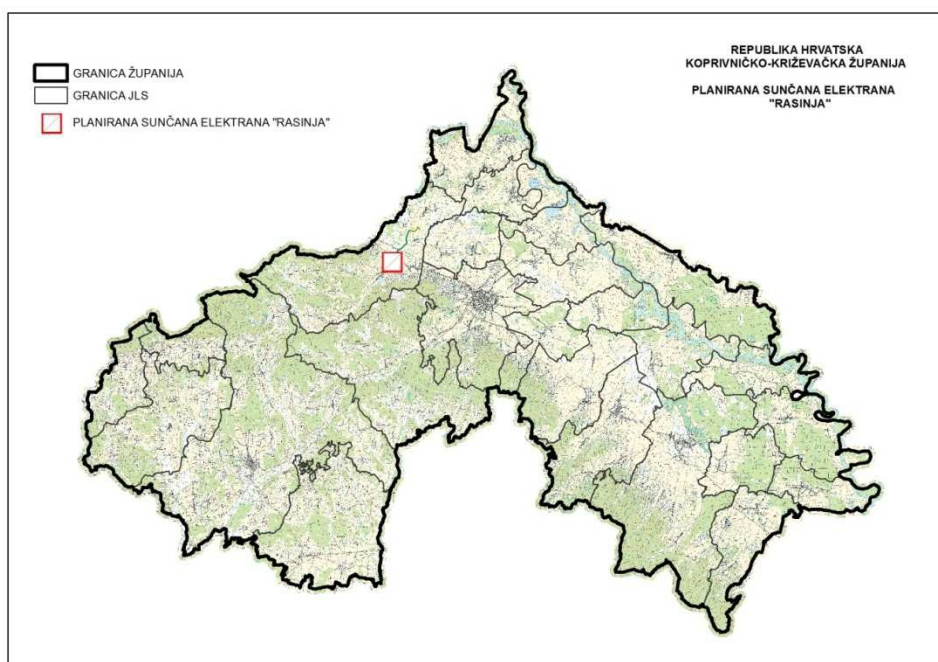 GRANICA ŽUPANIJA
GRANICA JLS
PLANIRANA SUNČANA ELEKTRANA "RASINJA"
REPUBLIKA HRVATSKA
KOPRIVNIČKO-KRIŽEVAČKA ŽUPANIJA
PLANIRANA SUNČANA ELEKTRANA
"RASINJA"